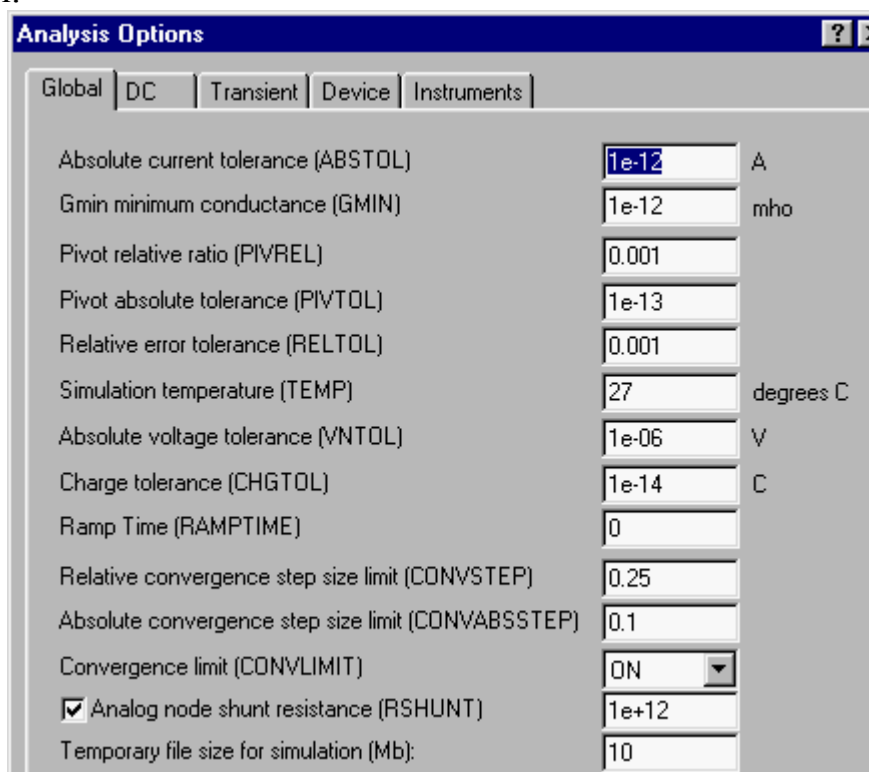 Analysis Options ?
Global DC Transient Device Instruments
Absolute current tolerance (ABSTOL) 1e-12 A
Gmin minimum conductance (GMIN) 1e-12 mho
Pivot relative ratio (PIVREL) 0.001
Pivot absolute tolerance (PIVTOL) 1e-13
Relative error tolerance (RELTOL) 0.001
Simulation temperature (TEMP) 27 degrees C
Absolute voltage tolerance (VNTOL) 1e-06 V
Charge tolerance (CHGTOL) 1e-14 C
Ramp Time (RAMPTIME) 0
Relative convergence step size limit (CONVSTEP) 0.25
Absolute convergence step size limit (CONVABSSTEP) 0.1
Convergence limit (CONVLIMIT) ON
Analog node shunt resistance (RSHUNT) 1e+12
Temporary file size for simulation (Mb): 10